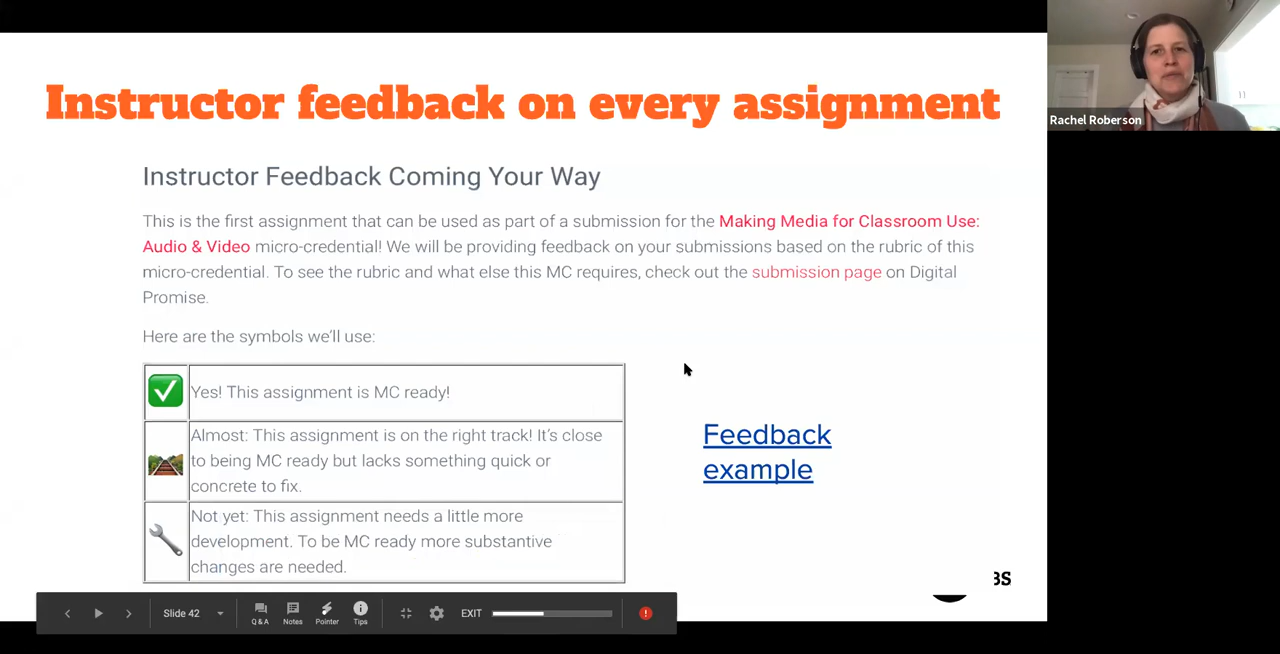 Instructor feedback on every assignment
Rachel Roberson
Instructor Feedback Coming Your Way
This is the first assignment that can be used as part of a submission for the Making Media for Classroom Use:
Audio & Video micro-credential! We will be providing feedback on your submissions based on the rubric of this
micro-credential. To see the rubric and what else this MC requires, check out the submission page on Digital
Promise.
Here are the symbols we'll use:
Yes! This assignment is MC ready!
Almost: This assignment is on the right track! It's close
to being MC ready but lacks something quick or
concrete to fix.
Not yet: This assignment needs a little more
development. To be MC ready more substantive
changes are needed.
Feedback
example
Slide 42
Q & A
Notes
Pointer
Tips
EXIT